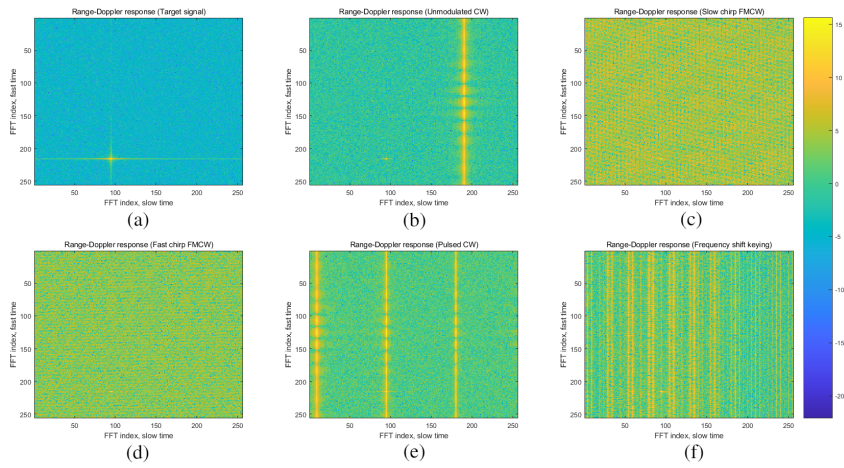 Range-Doppler response (Target signal)
50
100
150
200
250
50 100 150 200 250
FFT index, fast time
FFT index, slow time
(a)
Range-Doppler response (Unmodulated CW)
50
100
150
200
250
50 100 150 200 250
FFT index, fast time
FFT index, slow time
(b)
Range-Doppler response (Slow chirp FMCW)
50
100
150
200
250
50 100 150 200 250
FFT index, fast time
FFT index, slow time
(c)
15
10
5
0
-5
-10
-15
-20
Range-Doppler response (Fast chirp FMCW)
50
100
150
200
250
50 100 150 200 250
FFT index, fast time
FFT index, slow time
(d)
Range-Doppler response (Pulsed CW)
50
100
150
200
250
50 100 150 200 250
FFT index, fast time
FFT index, slow time
(e)
Range-Doppler response (Frequency shift keying)
50
100
150
200
250
50 100 150 200 250
FFT index, fast time
FFT index, slow time
(f)